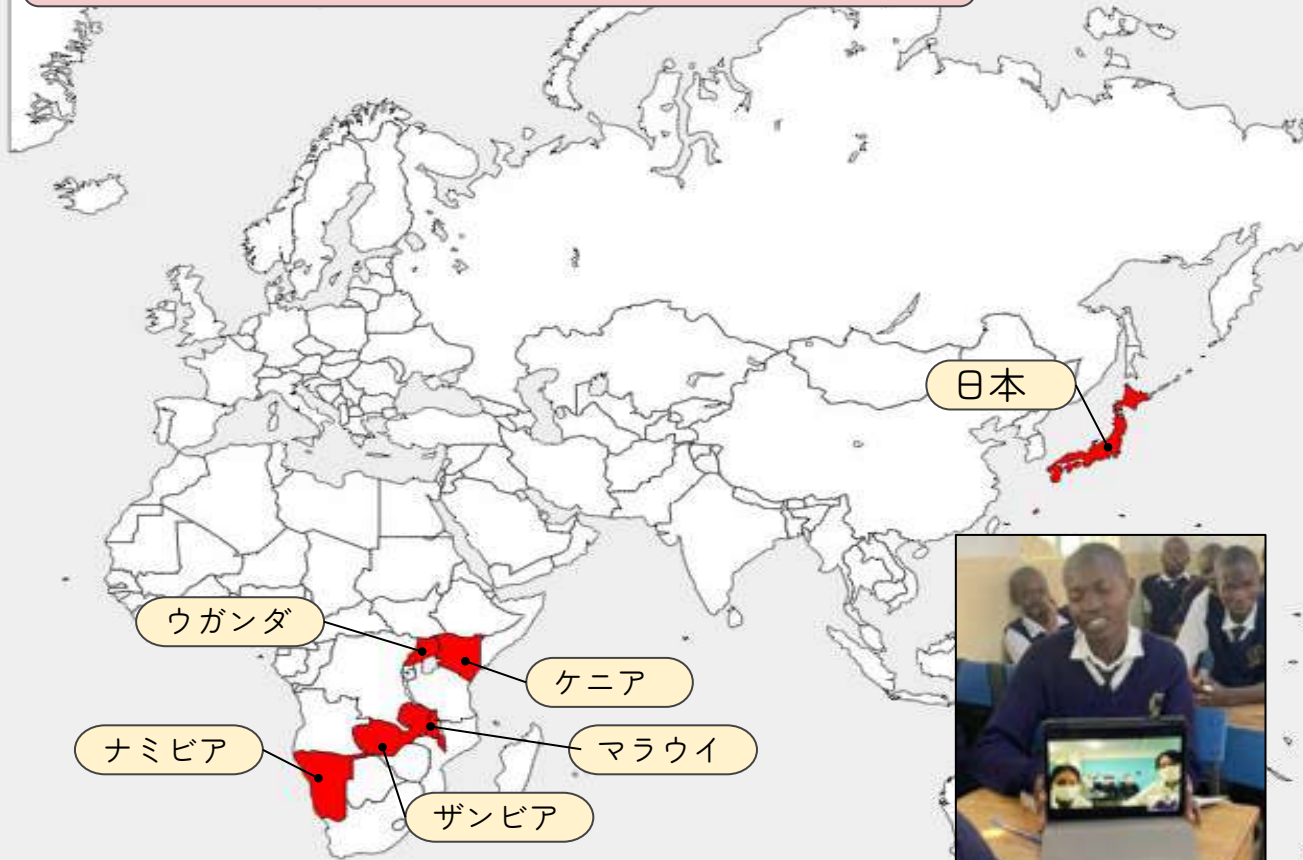 日本
ウガンダ
ケニア
ナミビア
マラウイ
ザンビア